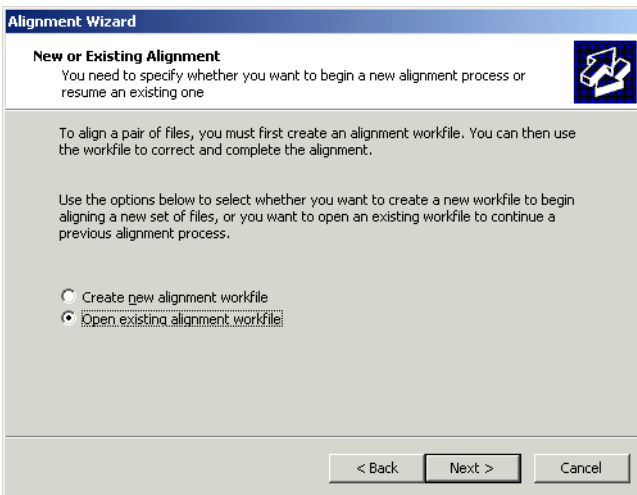 Alignment Wizard
New or Existing Alignment
You need to specify whether you want to begin a new alignment process or
resume an existing one
To align a pair of files, you must first create an alignment workfile. You can then use
the workfile to correct and complete the alignment.
Use the options below to select whether you want to create a new workfile to begin
aligning a new set of files, or you want to open an existing workfile to continue a
previous alignment process.
Create new alignment workfile
Open existing alignment workfile
< Back Next > Cancel